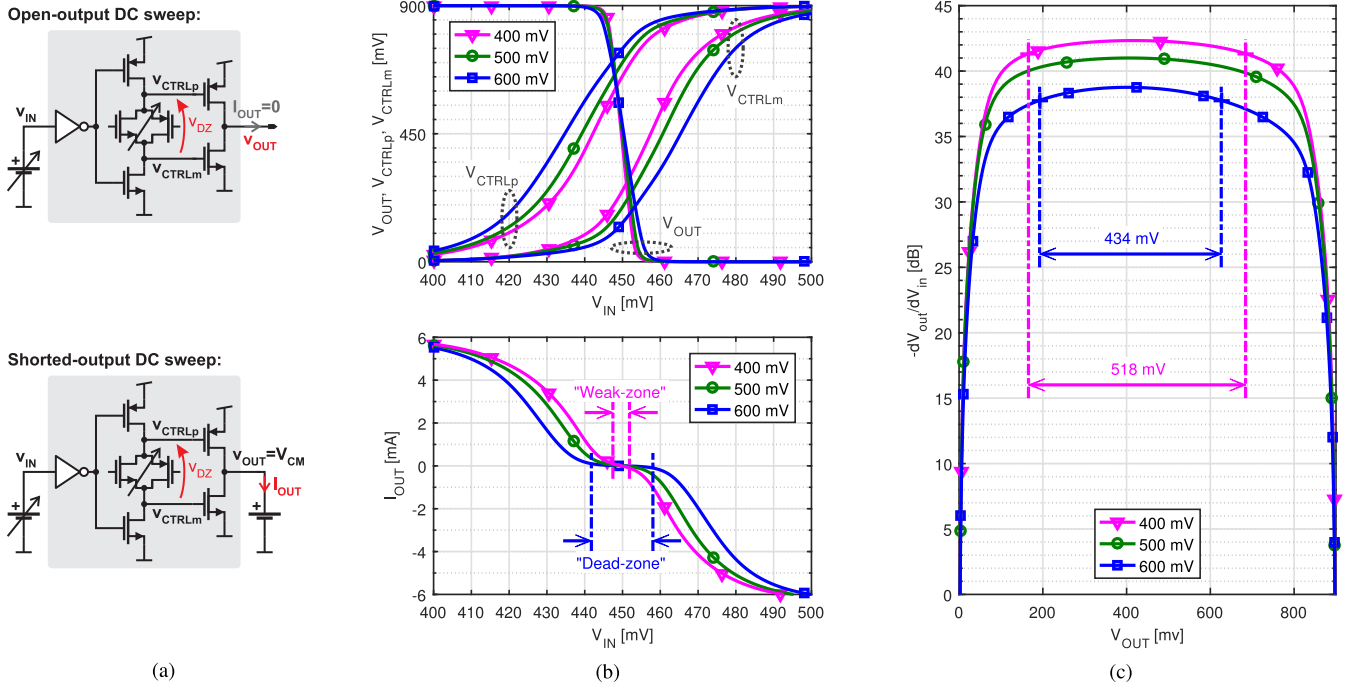 Open-output DC sweep:
V_IN
V_CTRLp
V_DZ
V_CTRLm
I_OUT=0
V_OUT
+
Shorted-output DC sweep:
V_IN
V_CTRLp
V_DZ
V_CTRLm
V_OUT=V_CM
I_OUT
+
+
(a)
V_OUT, V_CTRLp, V_CTRLm [mV]
900
450
0
400 mV
500 mV
600 mV
V_CTRLm
V_CTRLp
V_OUT
400 410 420 430 440 450 460 470 480 490 500
V_IN [mV]
I_OUT [mA]
6
4
2
0
-2
-4
-6
400 mV
500 mV
600 mV
"Weak-zone"
"Dead-zone"
400 410 420 430 440 450 460 470 480 490 500
V_IN [mV]
(b)
-dV_out/dV_in [dB]
45
40
35
30
25
20
15
10
5
0
434 mV
518 mV
400 mV
500 mV
600 mV
0 200 400 600 800
V_OUT [mv]
(c)